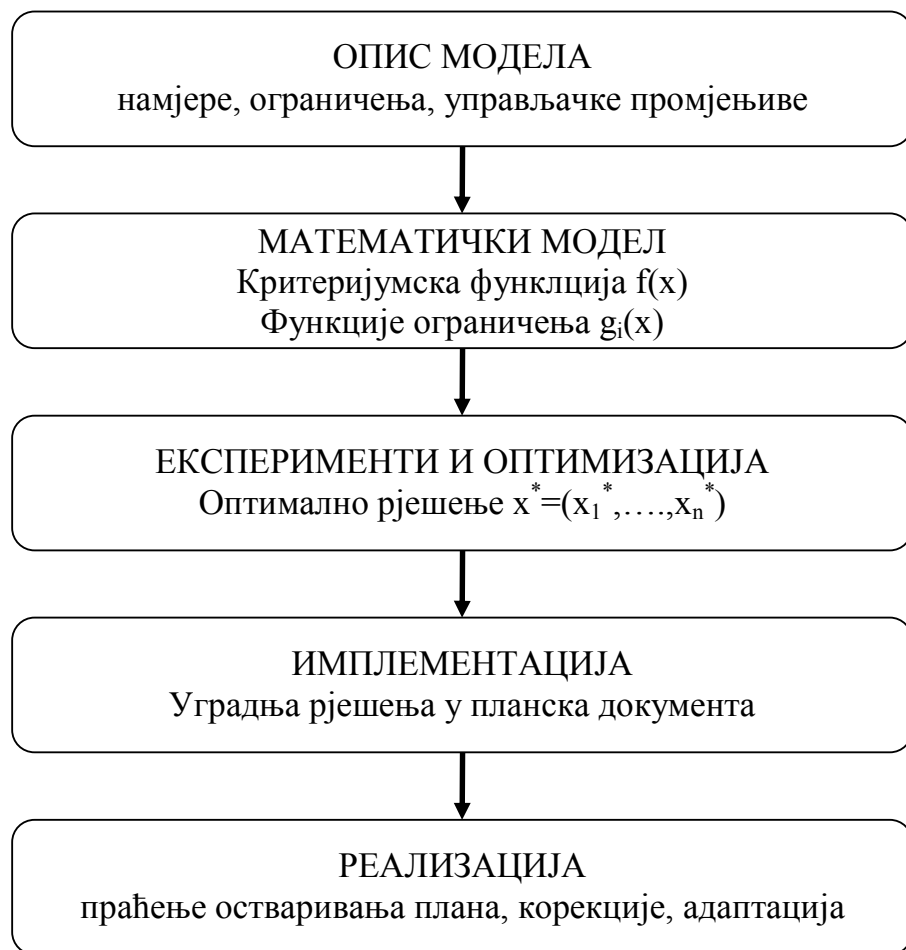 ОПИС МОДЕЛА
намјере, ограничења, управљачке промјењиве
МАТЕМАТИЧКИ МОДЕЛ
Критеријумска функлција f(x)
Функције ограничења gᵢ(x)
ЕКСПЕРИМЕНТИ И ОПТИМИЗАЦИЈА
Оптимално рјешење x*=(x₁*,….,xₙ*)
ИМПЛЕМЕНТАЦИЈА
Уградња рјешења у планска документа
РЕАЛИЗАЦИЈА
праћење остваривања плана, корекције, адаптација